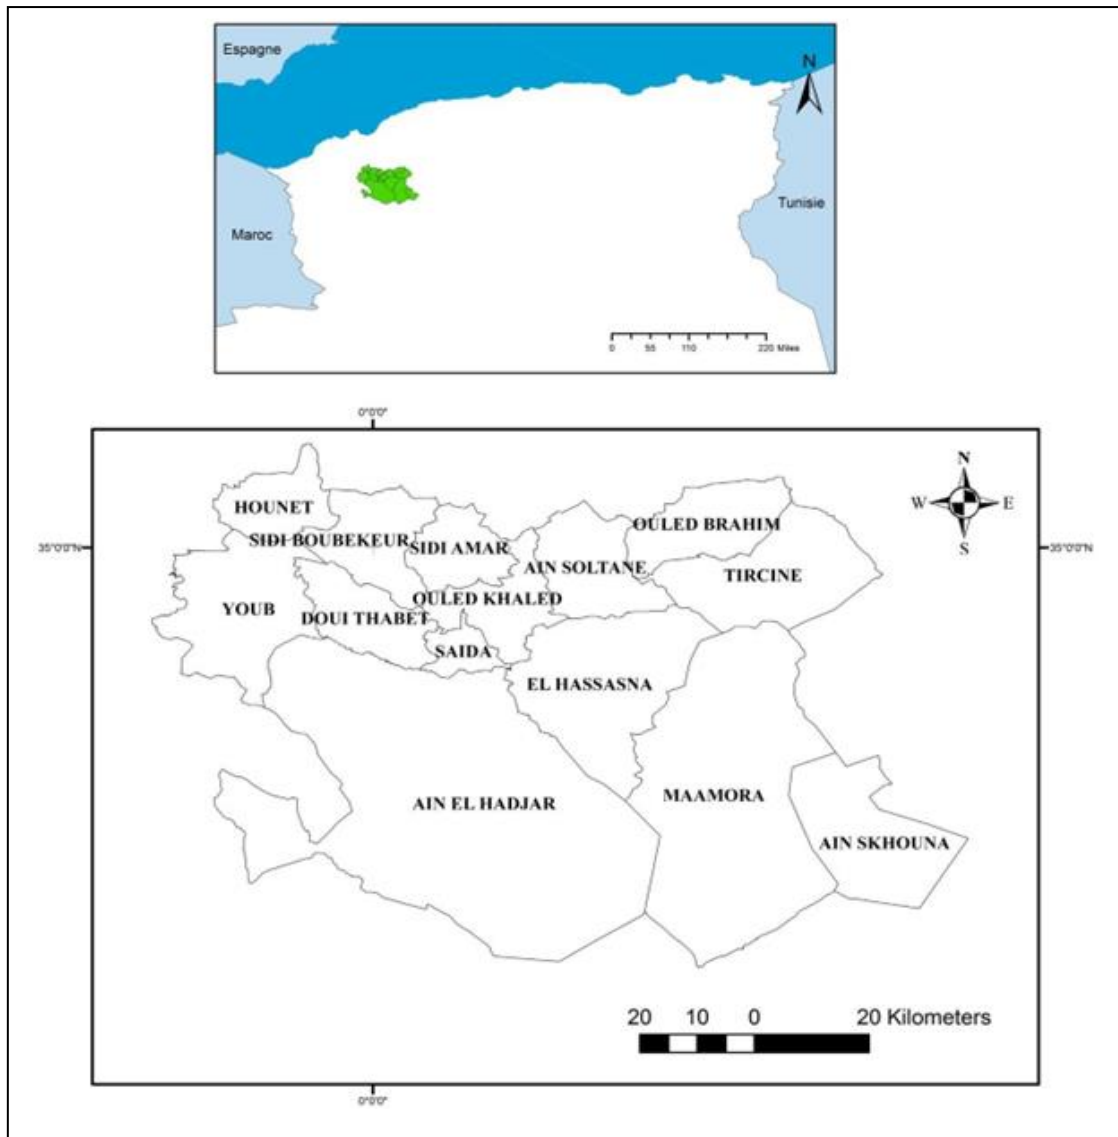 Espagne
N
Tunisie
Maroc
0 55 110 220 Miles
0°0'0"
N
W E
S
HOUNET
OULED BRAHIM
SIDI BOUBEKEUR
SIDI AMAR
35°0'0"N
35°0'0"N
AIN SOLTANE
TIRCINE
OULED KHALED
YOUB
DOUI THABET
SAIDA
EL HASSASNA
MAAMORA
AIN EL HADJAR
AIN SKHOUNA
20 10 0 20 Kilometers
0°0'0"